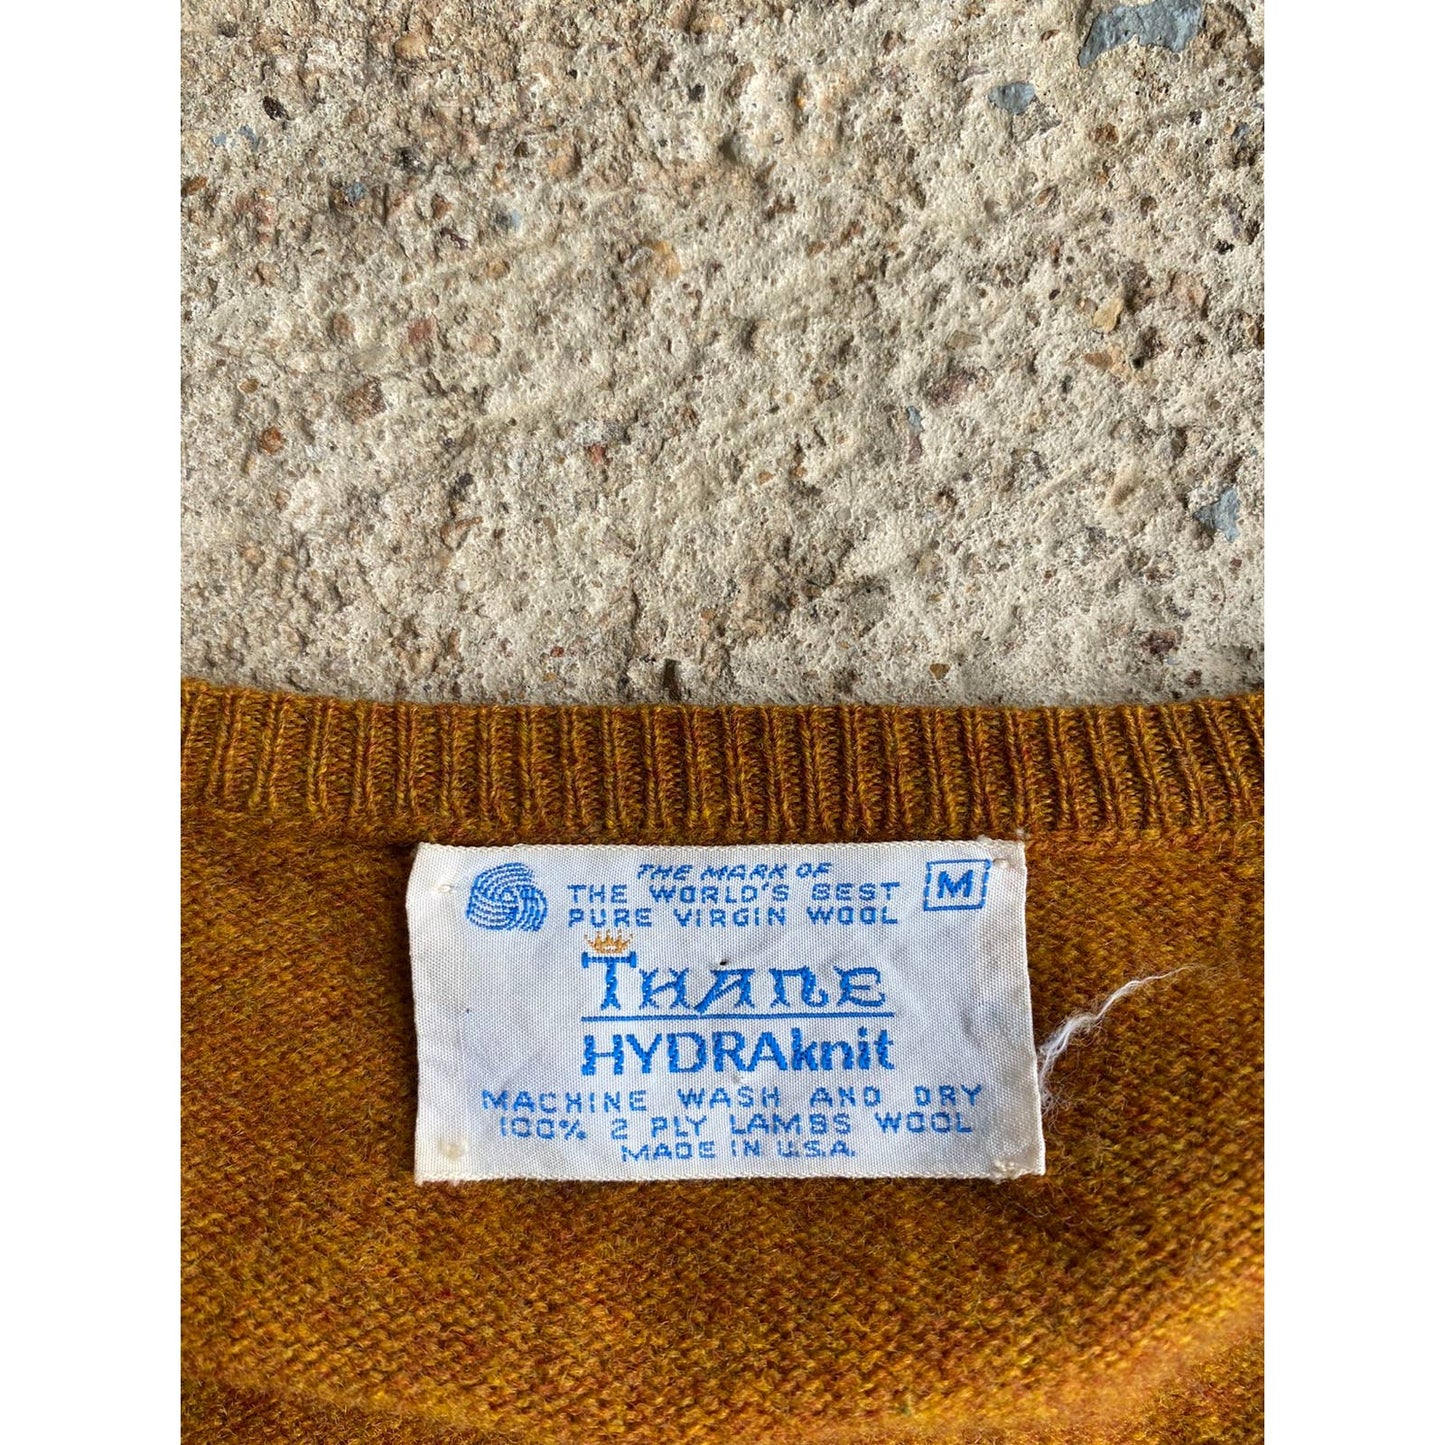 THE MARK OF
THE WORLD'S BEST
PURE VIRGIN WOOL
M
THANE
HYDRAknit
MACHINE WASH AND DRY
100% 2 PLY LAMBS WOOL
MADE IN U.S.A.